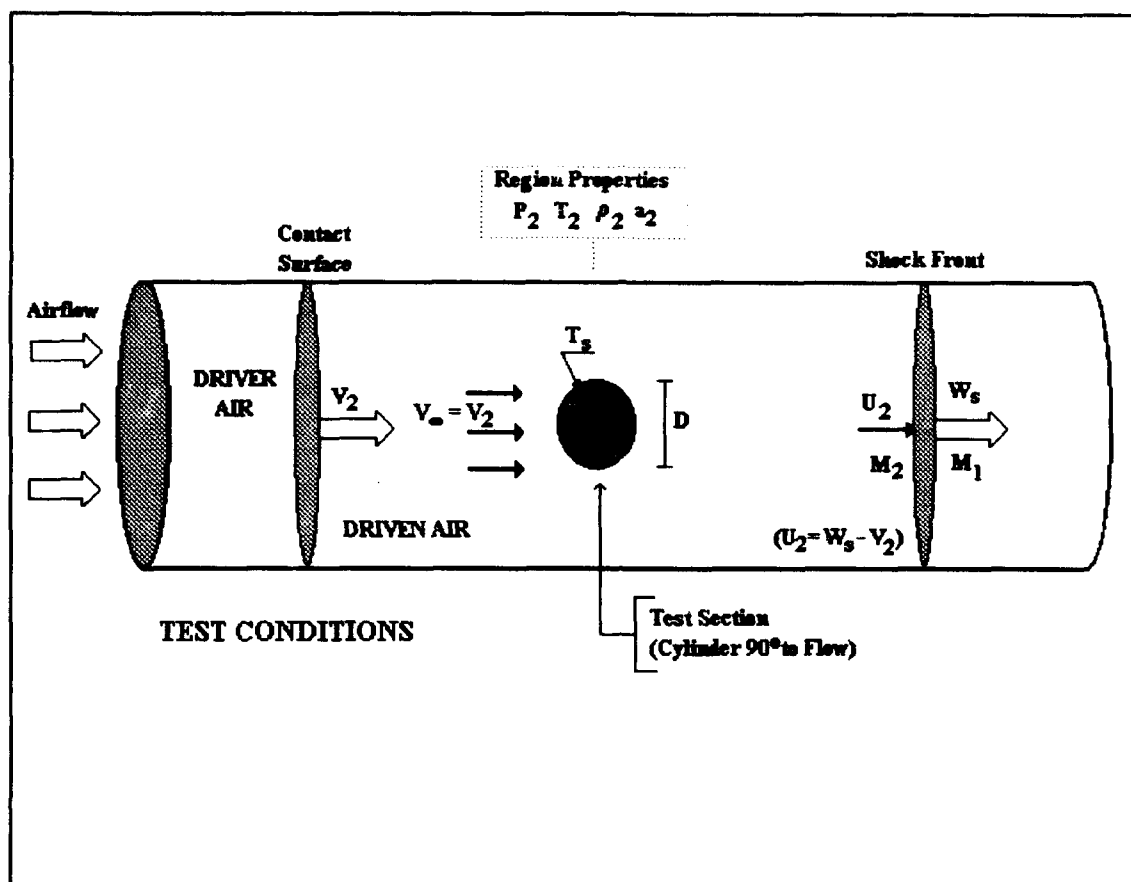 Region Properties
P₂ T₂ ρ₂ a₂
Contact
Surface
Shock Front
Airflow
DRIVER
AIR
V₂
V∞ = V₂
Tₛ
D
U₂
Wₛ
M₂
M₁
DRIVEN AIR
(U₂ = Wₛ - V₂)
TEST CONDITIONS
Test Section
(Cylinder 90° to Flow)